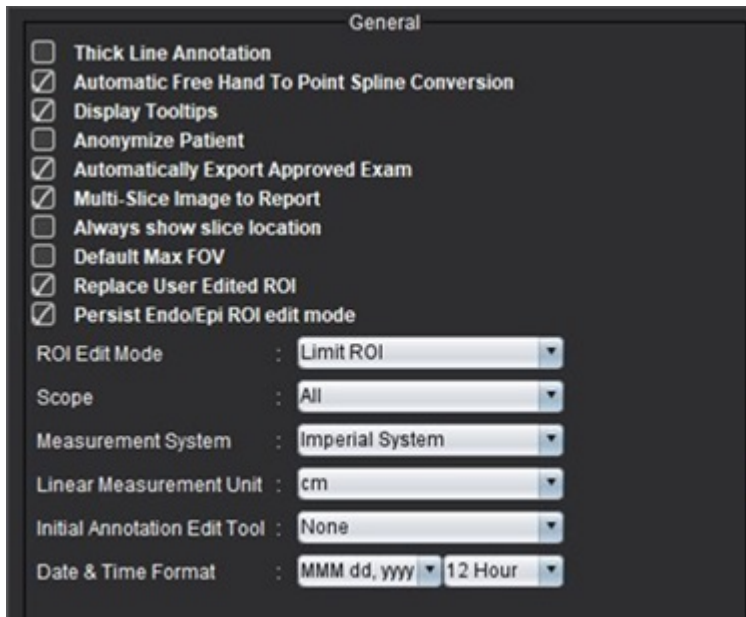 General
Thick Line Annotation
Automatic Free Hand To Point Spline Conversion
Display Tooltips
Anonymize Patient
Automatically Export Approved Exam
Multi-Slice Image to Report
Always show slice location
Default Max FOV
Replace User Edited ROI
Persist Endo/Epi ROI edit mode
ROI Edit Mode : Limit ROI
Scope : All
Measurement System : Imperial System
Linear Measurement Unit : cm
Initial Annotation Edit Tool : None
Date & Time Format : MMM dd, yyyy 12 Hour